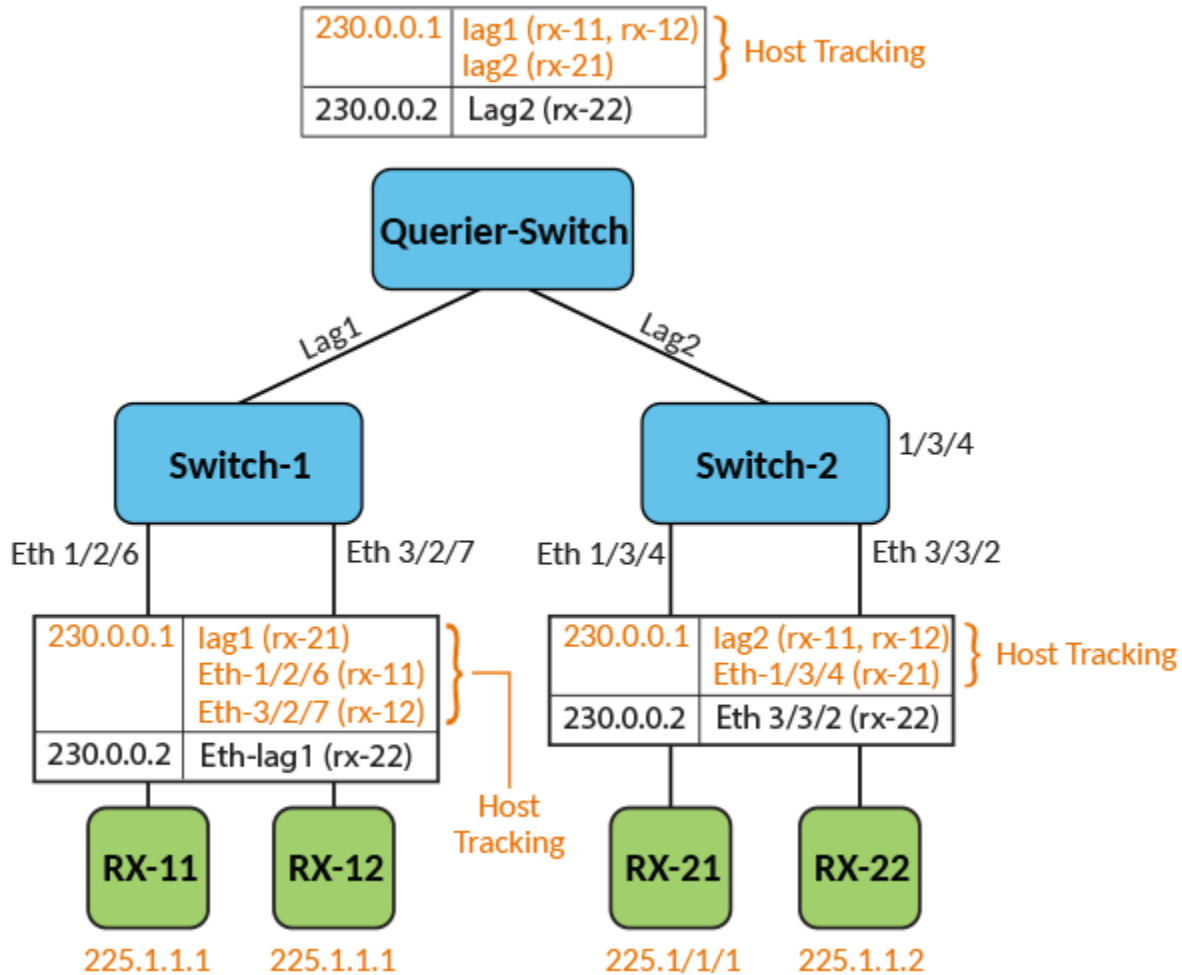 230.0.0.1 lag1 (rx-11, rx-12)
lag2 (rx-21)
Host Tracking
230.0.0.2 Lag2 (rx-22)
Querier-Switch
Lag1
Lag2
Switch-1
Switch-2
1/3/4
Eth 1/2/6
Eth 3/2/7
Eth 1/3/4
Eth 3/3/2
230.0.0.1 lag1 (rx-21)
Eth-1/2/6 (rx-11)
Eth-3/2/7 (rx-12)
230.0.0.2 Eth-lag1 (rx-22)
Host
Tracking
230.0.0.1 lag2 (rx-11, rx-12)
Eth-1/3/4 (rx-21)
Host Tracking
230.0.0.2 Eth 3/3/2 (rx-22)
RX-11
RX-12
RX-21
RX-22
225.1.1.1
225.1.1.1
225.1/1/1
225.1.1.2